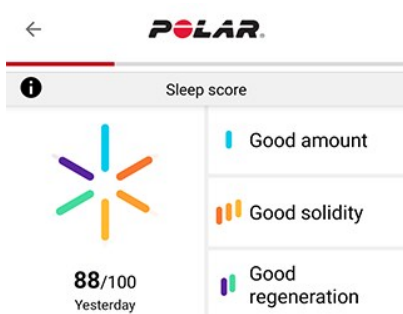 POLAR.
Sleep score
Good amount
Good solidity
88/100
Yesterday
Good
regeneration